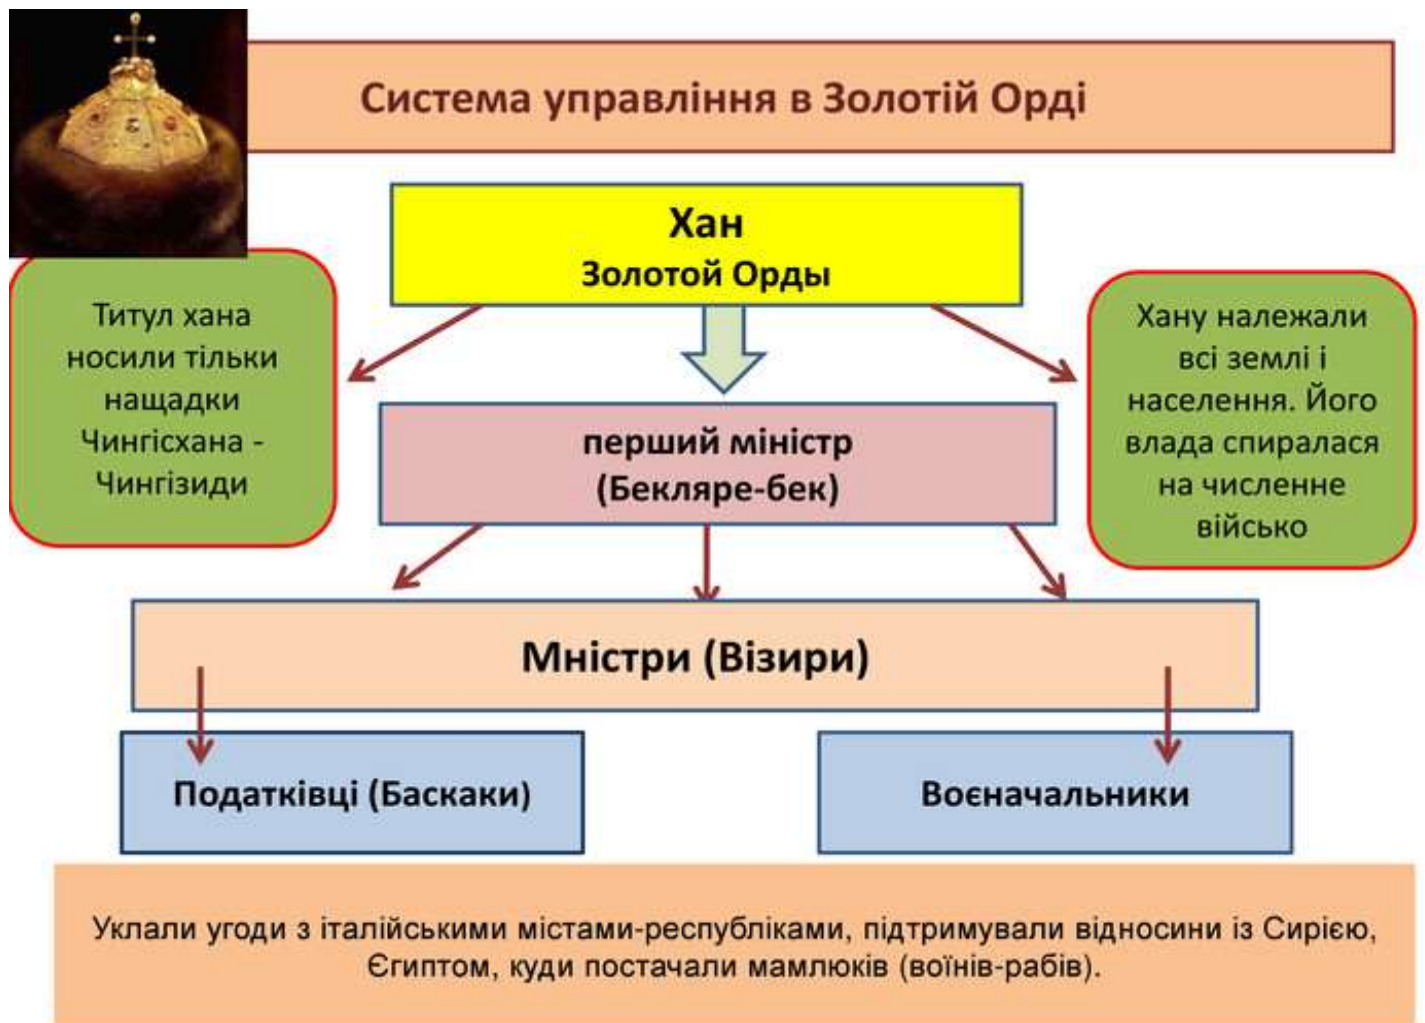 Система управління в Золотій Орді
Хан
Золотой Орды
Титул хана
носили тільки
нащадки
Чингісхана -
Чингізиди
Хану належали
всі землі і
населення. Його
влада спиралася
на численне
військо
перший міністр
(Бекляре-бек)
Мністри (Візири)
Податківці (Баскаки)
Воєначальники
Уклали угоди з італійськими містами-республіками, підтримували відносини із Сирією,
Єгиптом, куди постачали мамлюків (воїнів-рабів).